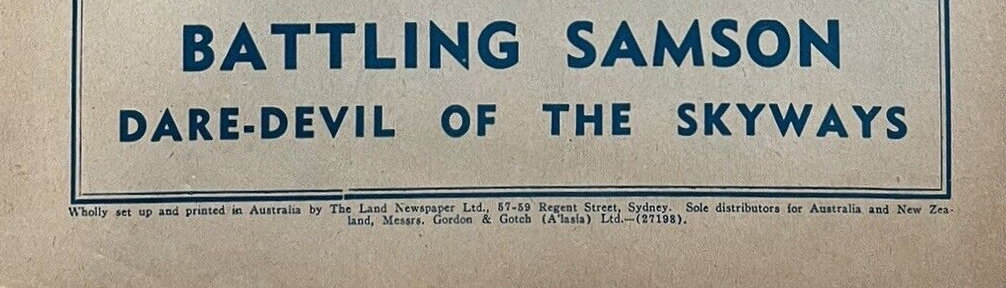 BATTLING SAMSON
DARE-DEVIL OF THE SKYWAYS
Wholly set up and printed in Australia by The Land Newspaper Ltd., 57-59 Regent Street, Sydney. Sole distributors for Australia and New Zea-
land, Messrs. Gordon & Gotch (A'lasia) Ltd.—(27198).